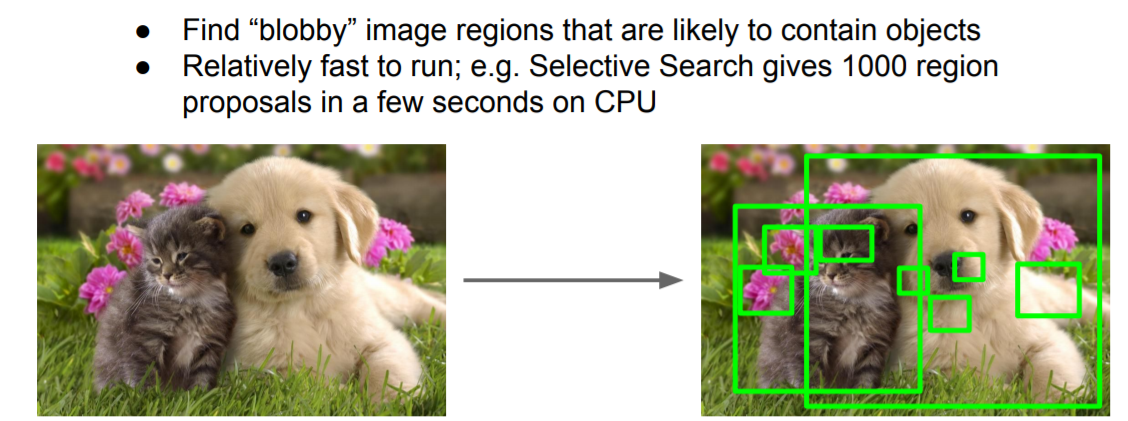 ● Find “blobby” image regions that are likely to contain objects
● Relatively fast to run; e.g. Selective Search gives 1000 region
proposals in a few seconds on CPU